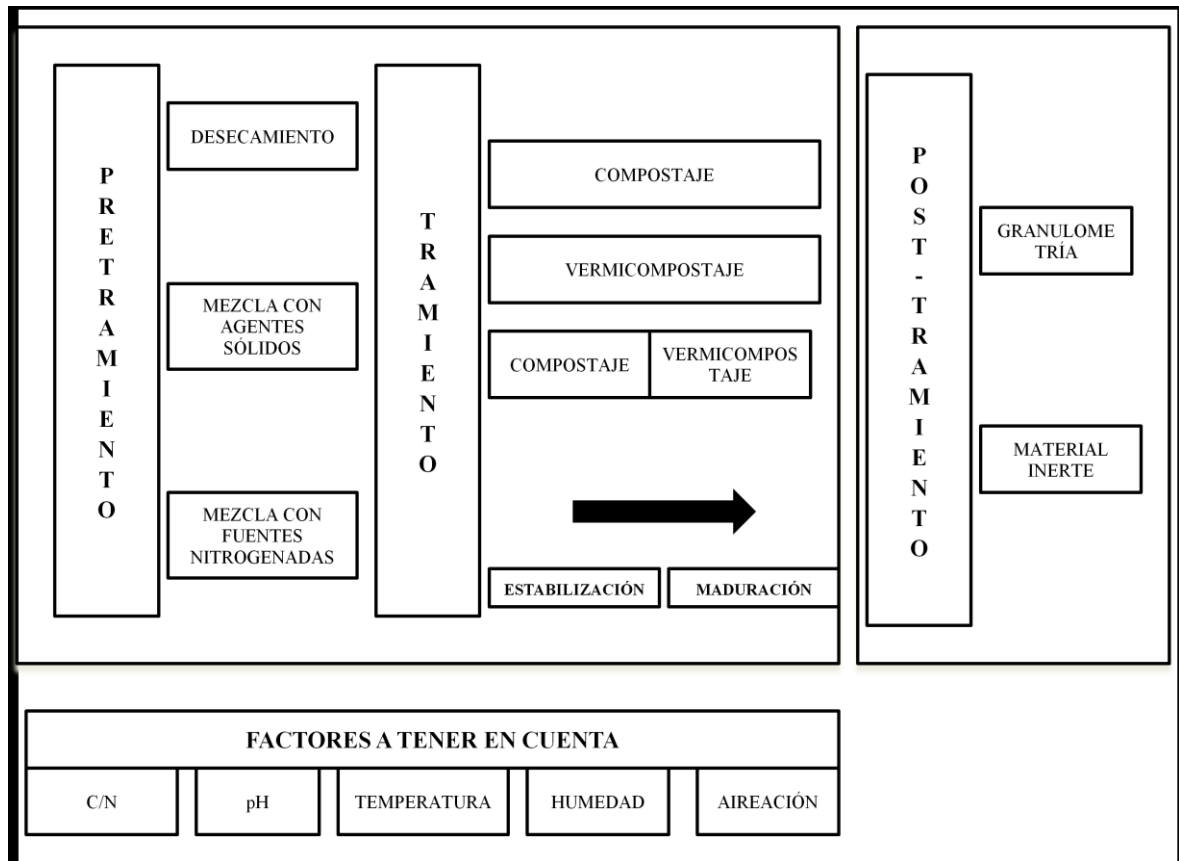 PRETRAMIENTO
DESECAMIENTO
MEZCLA CON
AGENTES
SÓLIDOS
MEZCLA CON
FUENTES
NITROGENADAS
TRAMIENTO
COMPOSTAJE
VERMICOMPOSTAJE
COMPOSTAJE
VERMICOMPOS
TAJE
ESTABILIZACIÓN
MADURACIÓN
POST-TRAMIENTO
GRANULOME
TRÍA
MATERIAL
INERTE
FACTORES A TENER EN CUENTA
C/N
pH
TEMPERATURA
HUMEDAD
AIREACIÓN